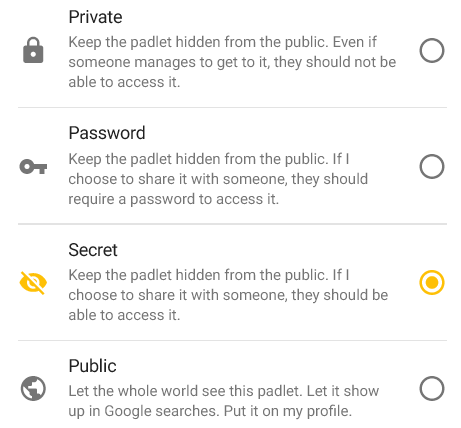 Private
Keep the padlet hidden from the public. Even if
someone manages to get to it, they should not be
able to access it.
Password
Keep the padlet hidden from the public. If I
choose to share it with someone, they should
require a password to access it.
Secret
Keep the padlet hidden from the public. If I
choose to share it with someone, they should be
able to access it.
Public
Let the whole world see this padlet. Let it show
up in Google searches. Put it on my profile.